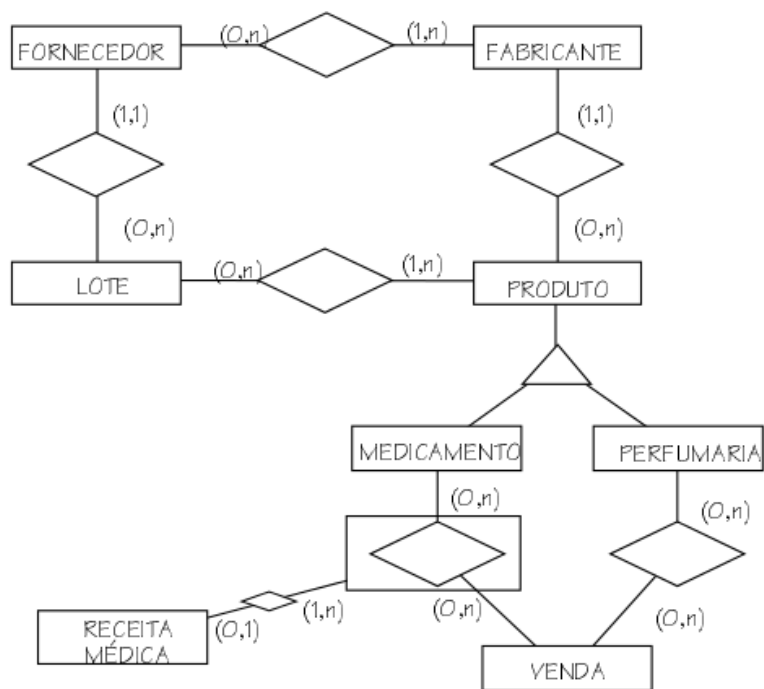 FORNECEDOR (0,n) (1,n) FABRICANTE
(1,1) (1,1)
(0,n) (0,n)
LOTE (0,n) (1,n) PRODUTO
MEDICAMENTO PERFUMARIA
(0,n) (0,n)
(0,n) (0,n)
RECEITA
MÉDICA
(0,1) (1,n)
VENDA